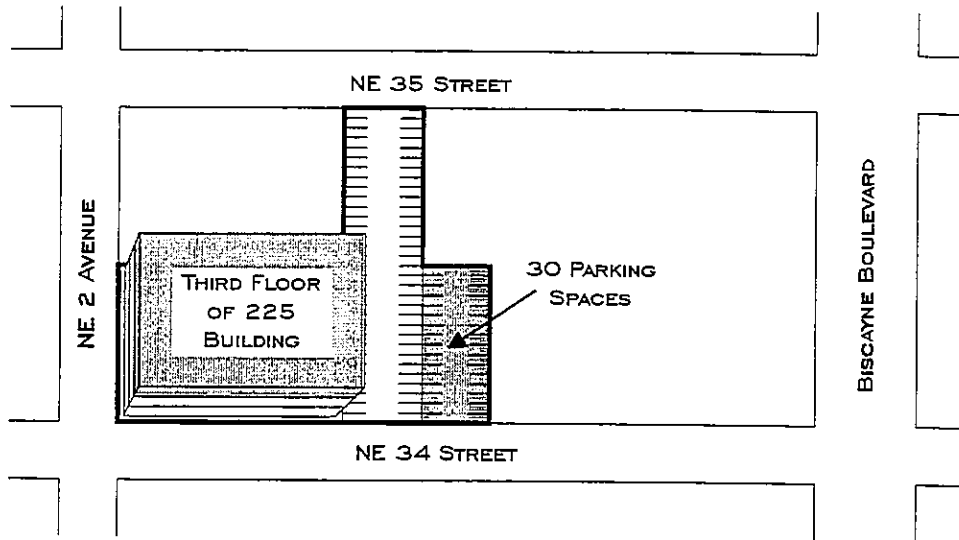 NE 35 STREET
NE. 2 AVENUE
THIRD FLOOR
OF 225
BUILDING
30 PARKING
SPACES
BISCAYNE BOULEVARD
NE 34 STREET